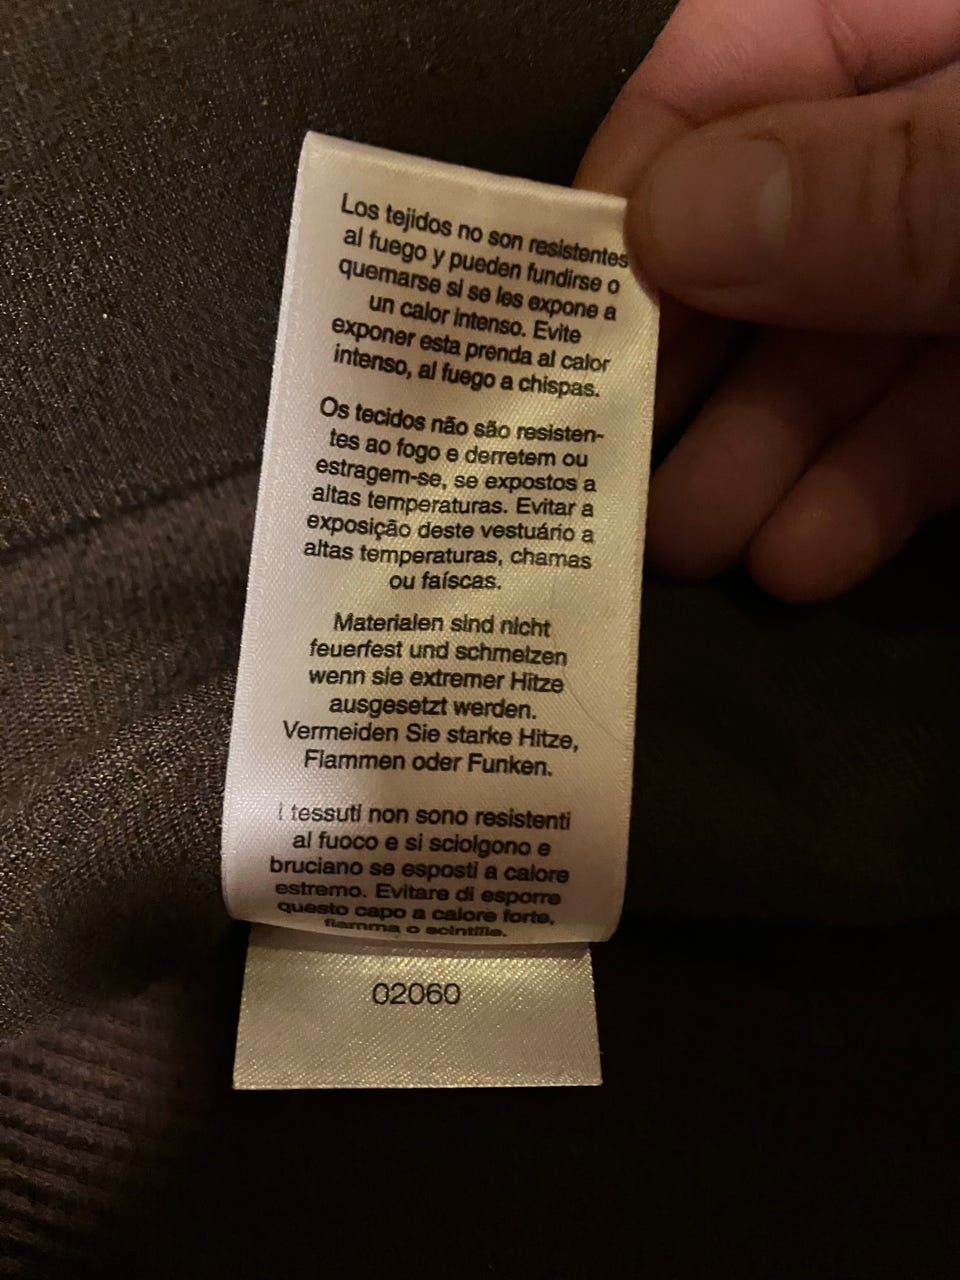 Los tejidos no son resistentes
al fuego y pueden fundirse o
quemarse si se les expone a
un calor intenso. Evite
exponer esta prenda al calor
intenso, al fuego a chispas.
Os tecidos não são resisten-
tes ao fogo e derretem ou
estragem-se, se expostos a
altas temperaturas. Evitar a
exposição deste vestuário a
altas temperaturas, chamas
ou faíscas.
Materialen sind nicht
feuerfest und schmelzen
wenn sie extremer Hitze
ausgesetzt werden.
Vermeiden Sie starke Hitze,
Flammen oder Funken.
I tessuti non sono resistenti
al fuoco e si sciolgono e
bruciano se esposti a calore
estremo. Evitare di esporre
questo capo a calore forte,
fiamma o scintille.
02060